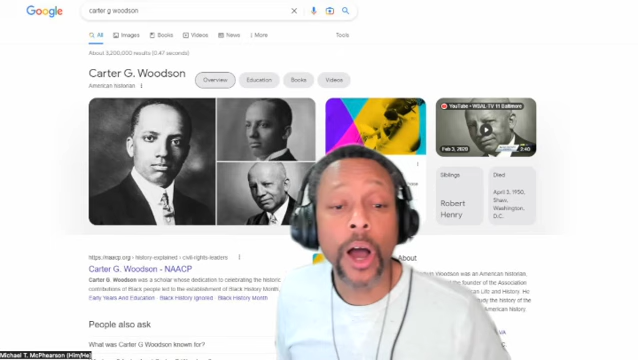 Google
carter g woodson
All Images Books Videos News More Tools
About 3,200,000 results (0.47 seconds)
Carter G. Woodson
Overview Education Books Videos
American historian
YouTube • WBAL-TV 11 Baltimore
Feb 3, 2020 2:40
Siblings
Robert
Henry
Died
April 3, 1950,
Shaw,
Washington,
D.C.
https://naacp.org › history-explained › civil-rights-leaders
Carter G. Woodson - NAACP
Carter G. Woodson was a scholar whose dedication to celebrating the historic
contributions of Black people led to the establishment of Black History Month
Early Years And Education · Black History Ignored · Black History Month
About
Woodson was an American historian,
the founder of the Association
Life and History. He
People also ask
What was Carter G Woodson known for?
Michael T. McPhearson (Him/He)